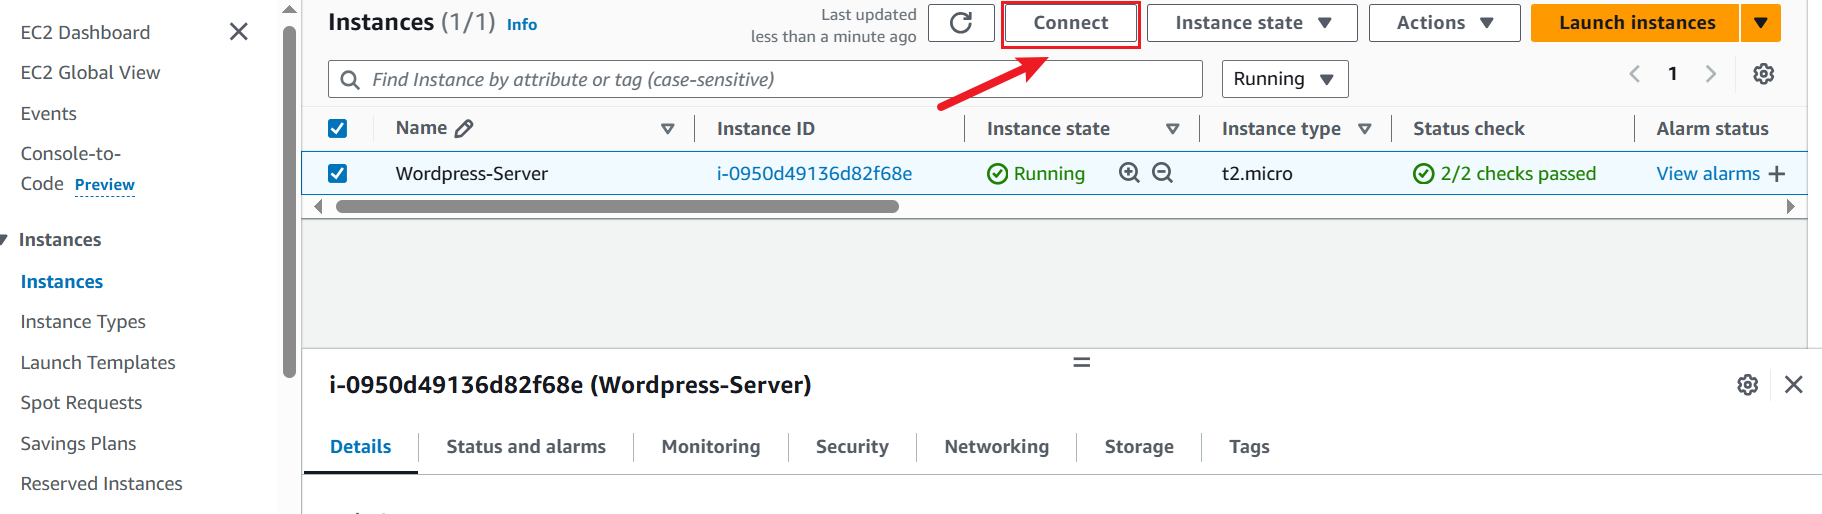 EC2 Dashboard
EC2 Global View
Events
Console-to-
Code Preview
Instances
Instances
Instance Types
Launch Templates
Spot Requests
Savings Plans
Reserved Instances
Instances (1/1) Info
Last updated
less than a minute ago
Connect
Instance state
Actions
Launch instances
Find Instance by attribute or tag (case-sensitive)
Running
1
Name Instance ID Instance state Instance type Status check Alarm status
Wordpress-Server i-0950d49136d82f68e Running t2.micro 2/2 checks passed View alarms
i-0950d49136d82f68e (Wordpress-Server)
Details Status and alarms Monitoring Security Networking Storage Tags